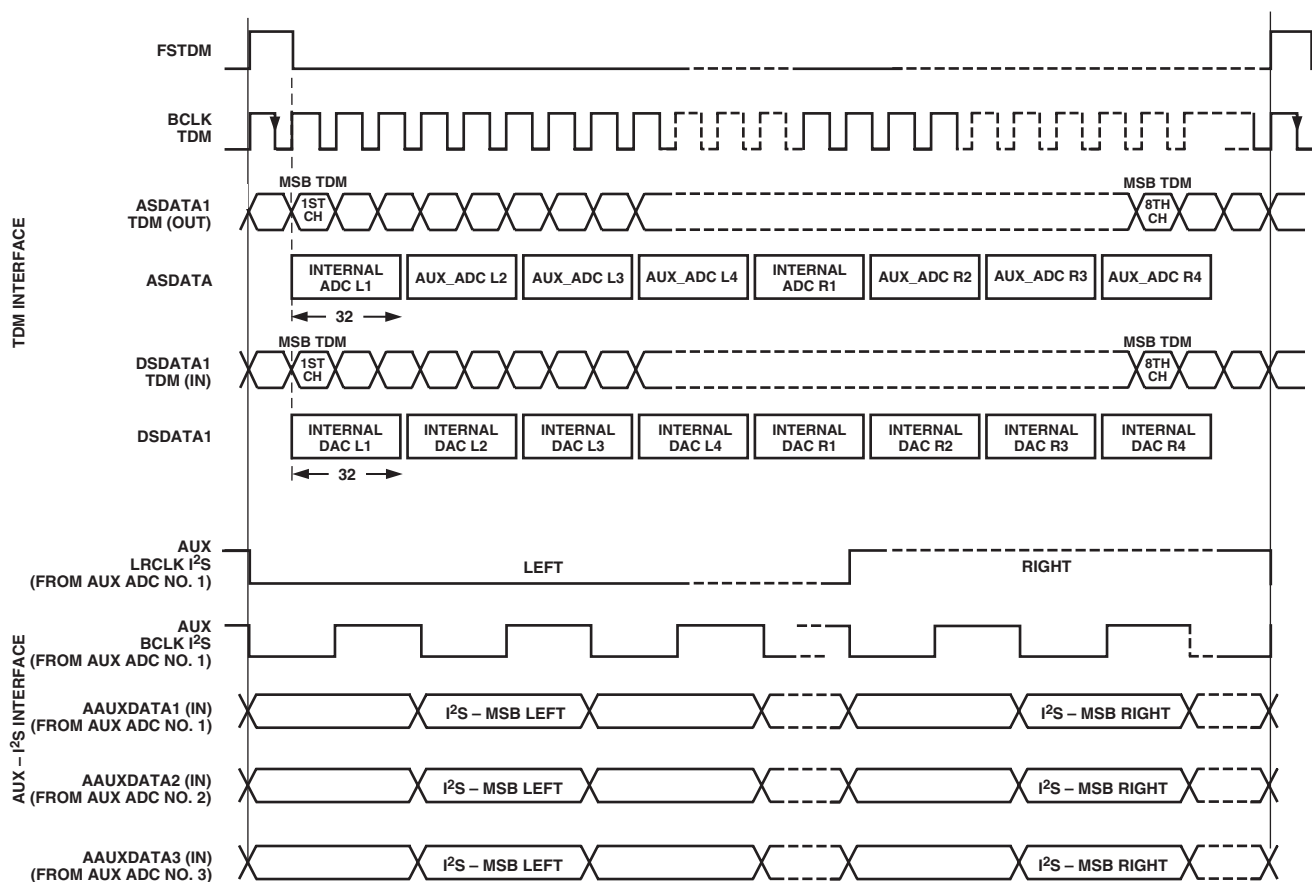 FSTDM
BCLK
TDM
MSB TDM
MSB TDM
ASDATA1
TDM (OUT)
1ST
CH
8TH
CH
TDM INTERFACE
ASDATA
INTERNAL
ADC L1
AUX_ADC L2
AUX_ADC L3
AUX_ADC L4
INTERNAL
ADC R1
AUX_ADC R2
AUX_ADC R3
AUX_ADC R4
32
MSB TDM
MSB TDM
DSDATA1
TDM (IN)
1ST
CH
8TH
CH
DSDATA1
INTERNAL
DAC L1
INTERNAL
DAC L2
INTERNAL
DAC L3
INTERNAL
DAC L4
INTERNAL
DAC R1
INTERNAL
DAC R2
INTERNAL
DAC R3
INTERNAL
DAC R4
32
AUX
LRCLK I²S
(FROM AUX ADC NO. 1)
LEFT
RIGHT
AUX – I²S INTERFACE
AUX
BCLK I²S
(FROM AUX ADC NO. 1)
AAUXDATA1 (IN)
(FROM AUX ADC NO. 1)
I²S – MSB LEFT
I²S – MSB RIGHT
AAUXDATA2 (IN)
(FROM AUX ADC NO. 2)
I²S – MSB LEFT
I²S – MSB RIGHT
AAUXDATA3 (IN)
(FROM AUX ADC NO. 3)
I²S – MSB LEFT
I²S – MSB RIGHT